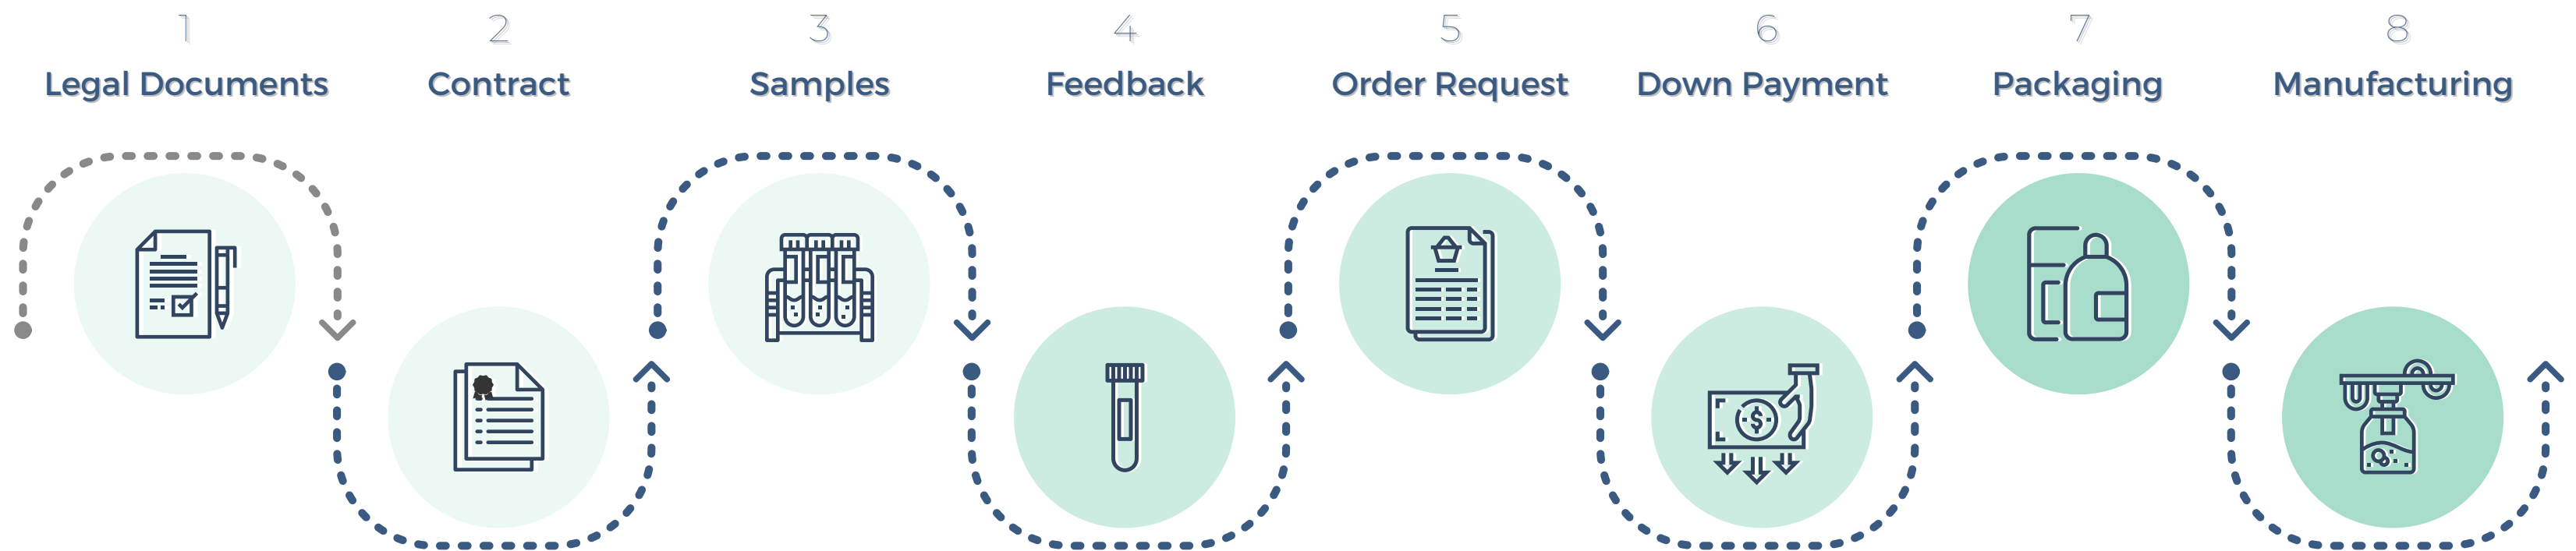 1
Legal Documents
2
Contract
3
Samples
4
Feedback
5
Order Request
6
Down Payment
7
Packaging
8
Manufacturing
$